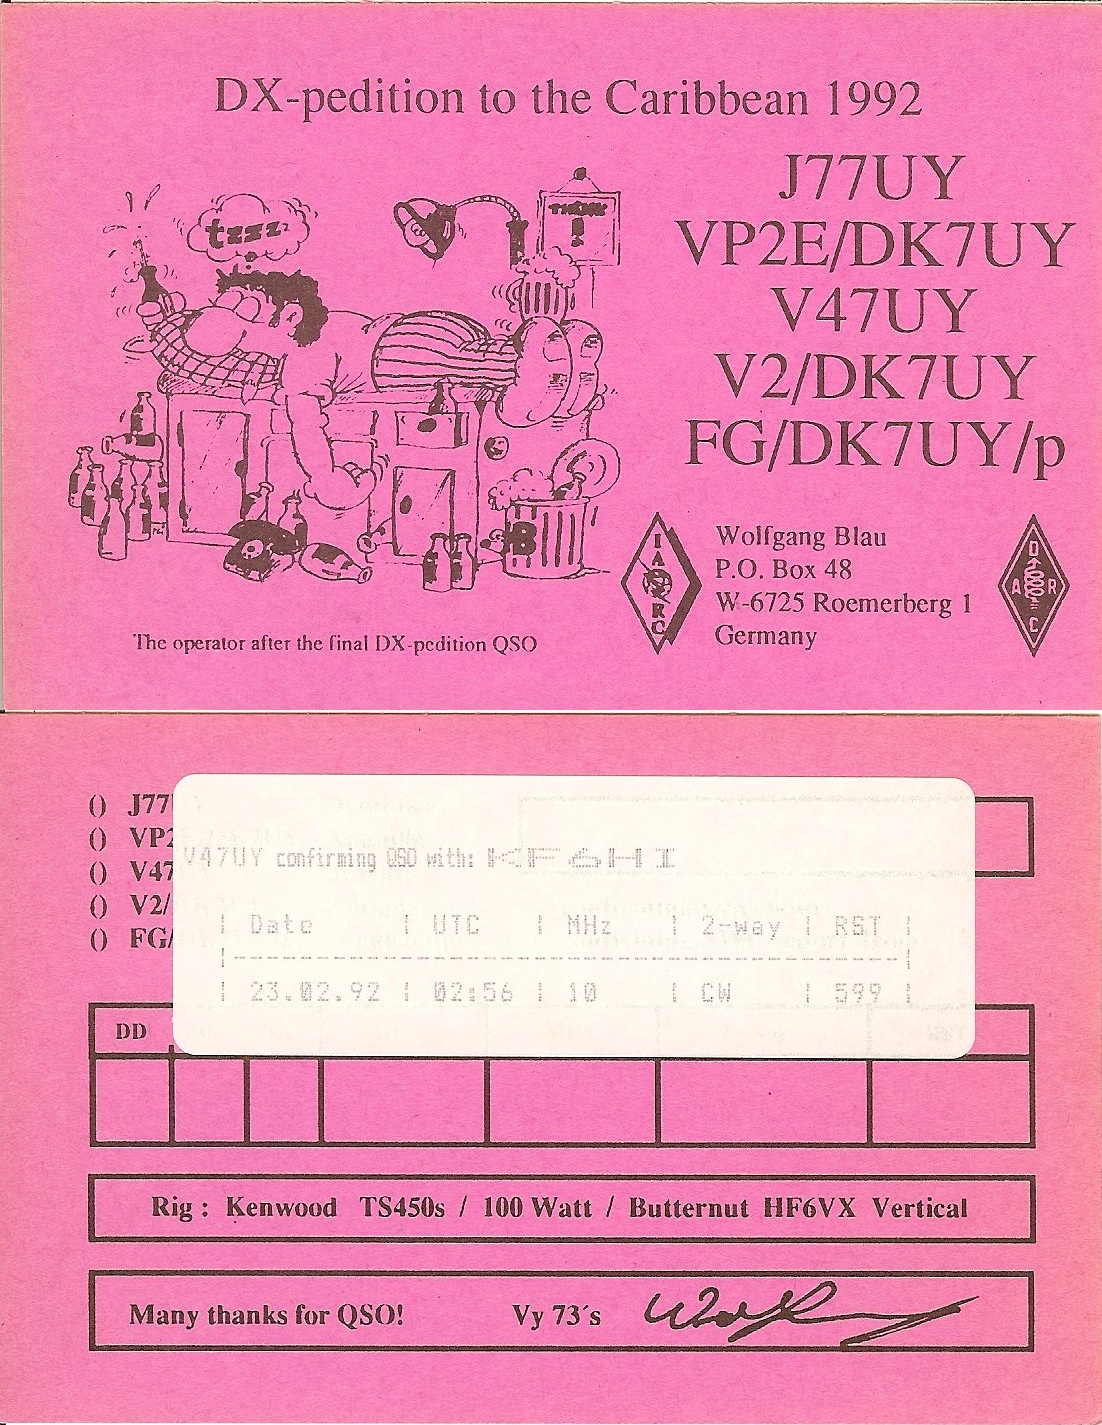 DX-pedition to the Caribbean 1992
J77UY
VP2E/DK7UY
V47UY
V2/DK7UY
FG/DK7UY/p
tzzz
THINK
!
B
The operator after the final DX-pedition QSO
IARC
Wolfgang Blau
P.O. Box 48
W-6725 Roemerberg 1
Germany
DARC
() J77
() VP2
() V47
() V2/
() FG/
V47UY confirming QSO with: KF6HI
| Date | UTC | MHz | 2-way | RST |
|---------------------------------------------------|
| 23.02.92 | 02:56 | 10 | CW | 599 |
DD
Rig : Kenwood TS450s / 100 Watt / Butternut HF6VX Vertical
Many thanks for QSO! Vy 73´s